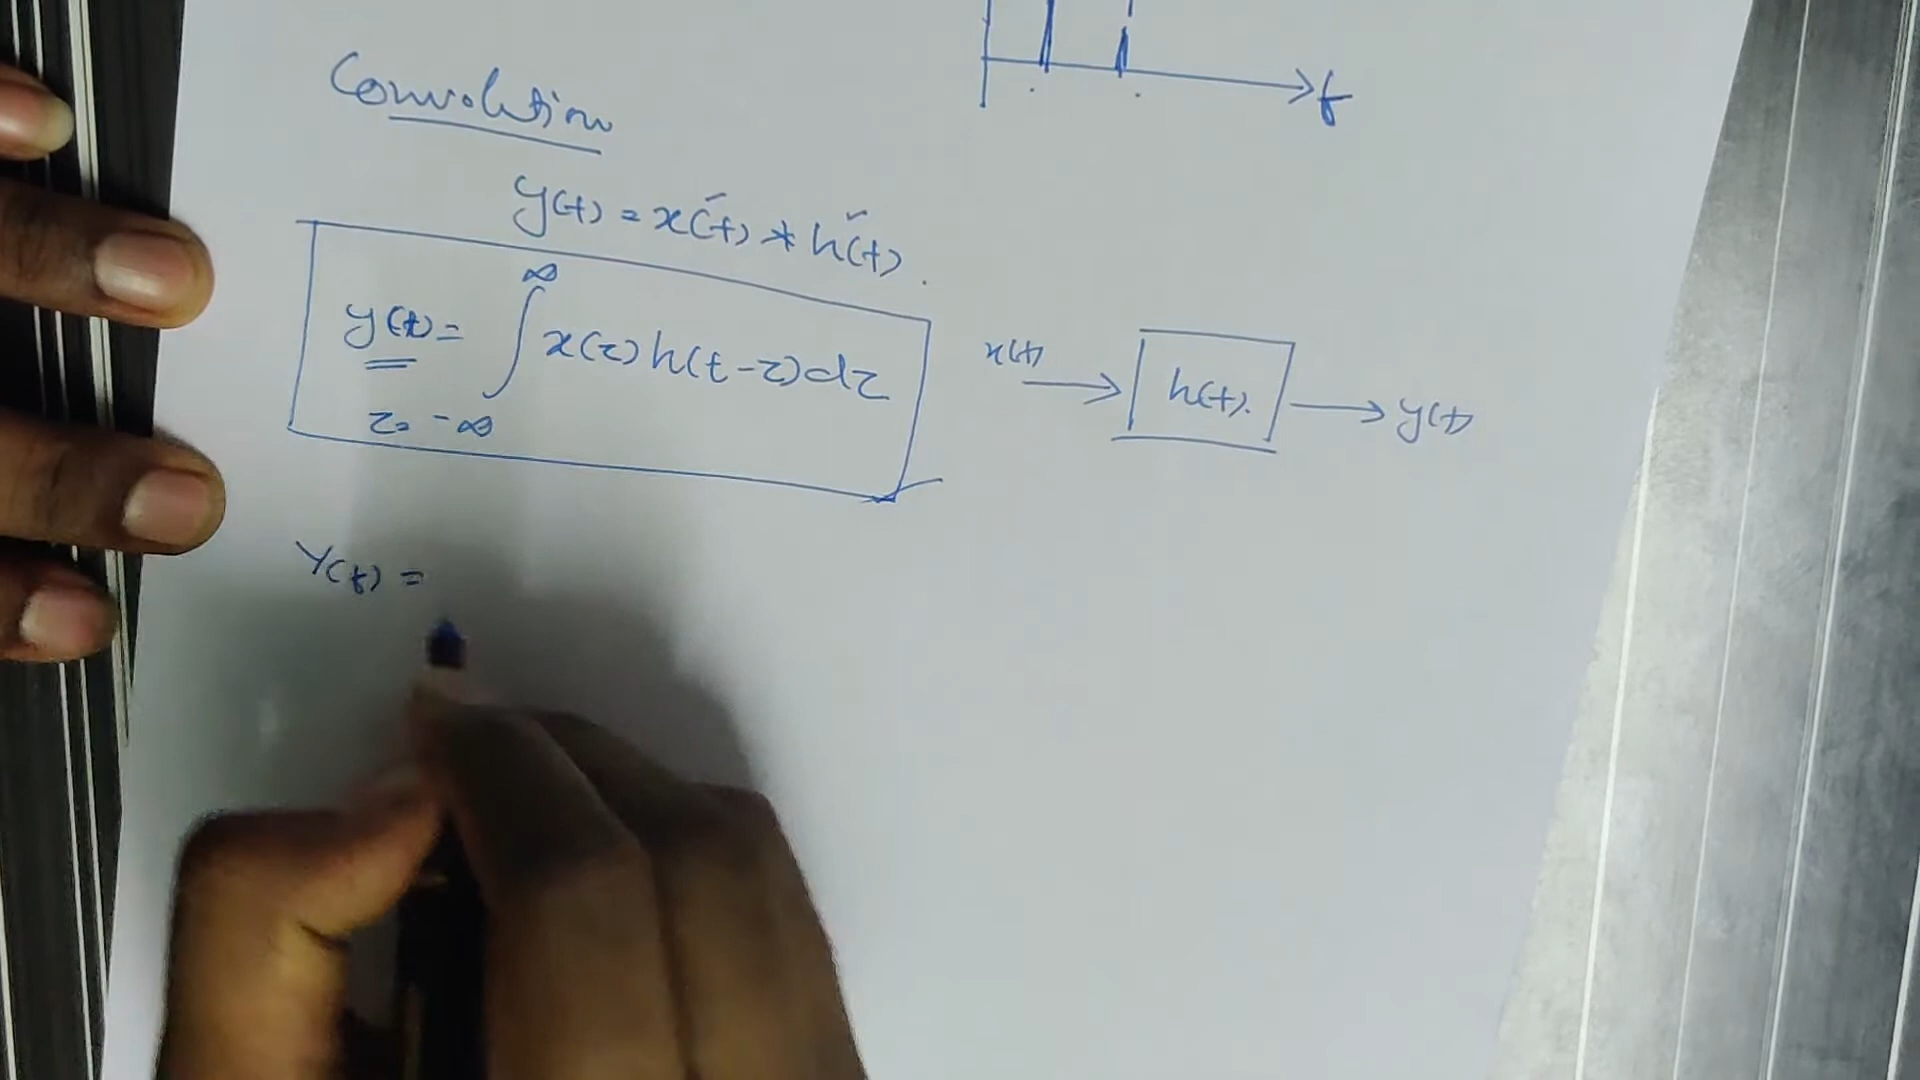 f
Convolution
y(t) = x(t) * h(t).
y(t) = ∫ x(τ) h(t-τ) dτ
∞
τ = -∞
x(t) → h(t). → y(t)
Y(f) =